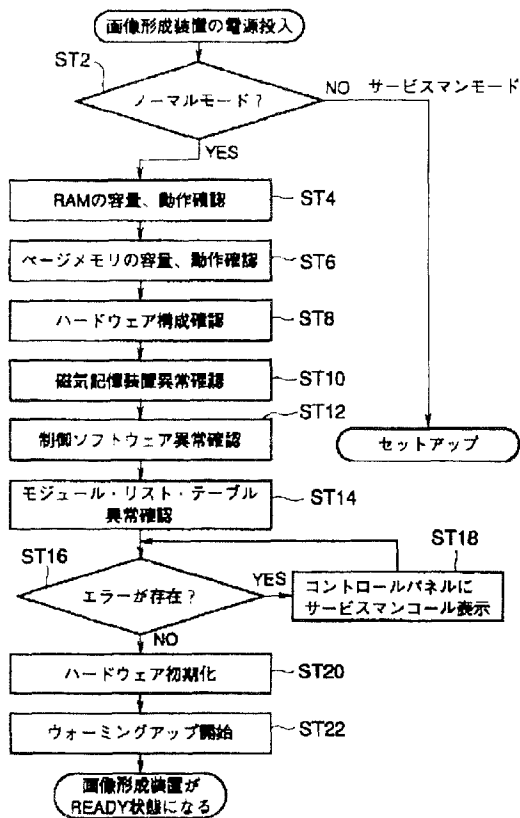 画像形成装置の電源投入
ST2
ノーマルモード?
NO サービスマンモード
YES
RAMの容量、動作確認
ST4
ページメモリの容量、動作確認
ST6
ハードウェア構成確認
ST8
磁気記憶装置異常確認
ST10
ST12
制御ソフトウェア異常確認
セットアップ
モジュール・リスト・テーブル
異常確認
ST14
ST16
エラーが存在?
YES
ST18
コントロールパネルに
サービスマンコール表示
NO
ハードウェア初期化
ST20
ウォーミングアップ開始
ST22
画像形成装置が
READY状態になる